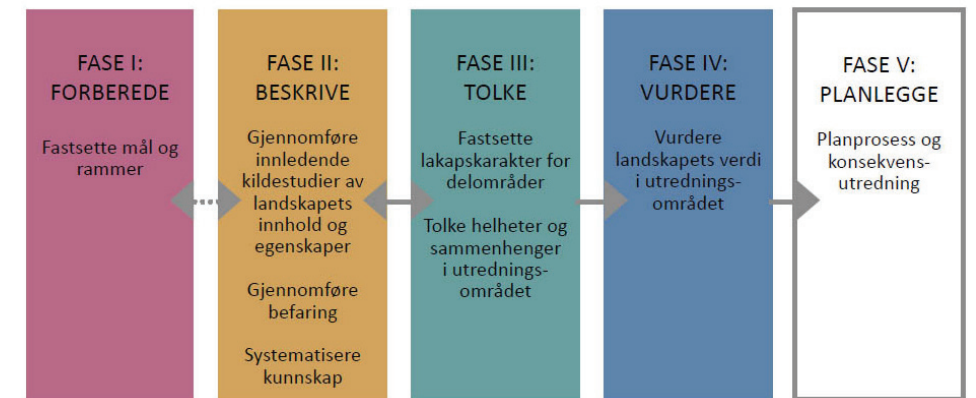 FASE I:
FORBEREDE
Fastsette mål og
rammer
FASE II:
BESKRIVE
Gjennomføre
innledende
kildestudier av
landskapets
innhold og
egenskaper
Gjennomføre
befaring
Systematisere
kunnskap
FASE III:
TOLKE
Fastsette
lakapskarakter for
delområder
Tolke helheter og
sammenhenger
i utrednings-
området
FASE IV:
VURDERE
Vurdere
landskapets verdi
i utrednings-
området
FASE V:
PLANLEGGE
Planprosess og
konsekvens-
utredning